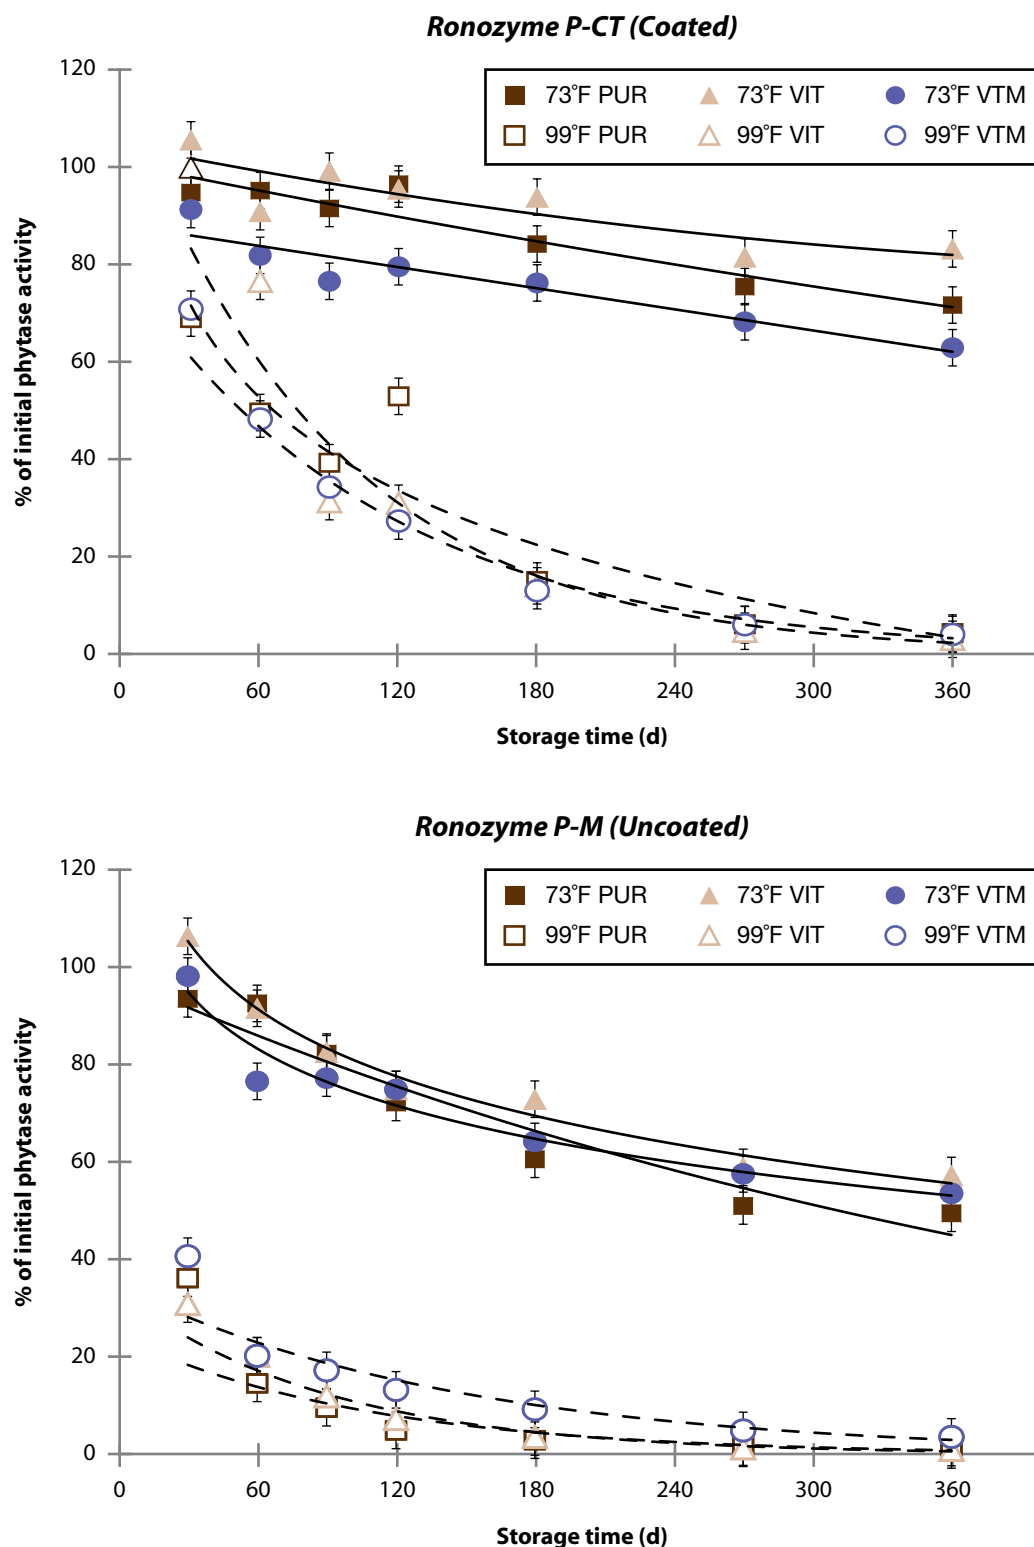 Ronozyme P-CT (Coated)
120
73°F PUR 73°F VIT 73°F VTM
99°F PUR 99°F VIT 99°F VTM
100
80
60
40
20
0
% of initial phytase activity
0 60 120 180 240 300 360
Storage time (d)
Ronozyme P-M (Uncoated)
120
73°F PUR 73°F VIT 73°F VTM
99°F PUR 99°F VIT 99°F VTM
100
80
60
40
20
0
% of initial phytase activity
0 60 120 180 240 300 360
Storage time (d)